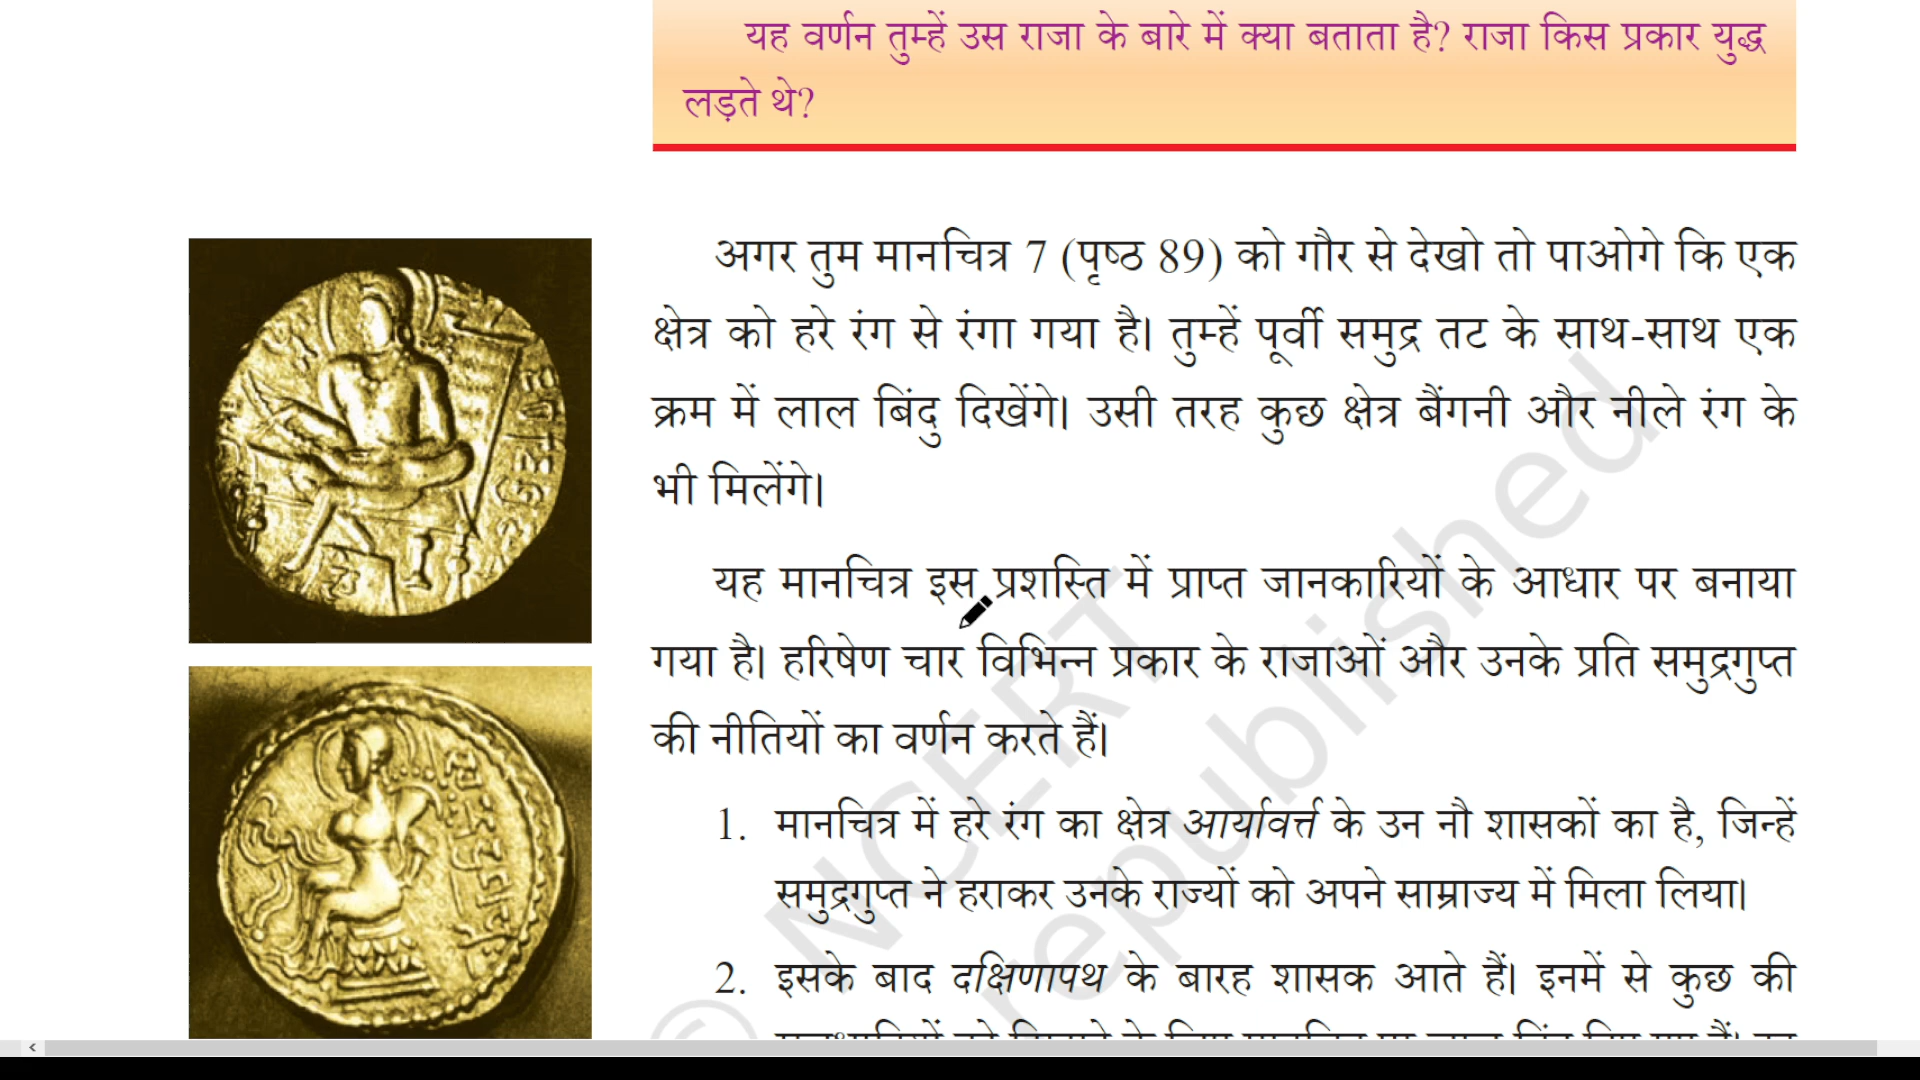 यह वर्णन तुम्हें उस राजा के बारे में क्या बताता है? राजा किस प्रकार युद्ध
लड़ते थे?
अगर तुम मानचित्र 7 (पृष्ठ 89) को गौर से देखो तो पाओगे कि एक
क्षेत्र को हरे रंग से रंगा गया है। तुम्हें पूर्वी समुद्र तट के साथ-साथ एक
क्रम में लाल बिंदु दिखेंगे। उसी तरह कुछ क्षेत्र बैंगनी और नीले रंग के
भी मिलेंगे।
यह मानचित्र इस प्रशस्ति में प्राप्त जानकारियों के आधार पर बनाया
गया है। हरिषेण चार विभिन्न प्रकार के राजाओं और उनके प्रति समुद्रगुप्त
की नीतियों का वर्णन करते हैं।
1. मानचित्र में हरे रंग का क्षेत्र आर्यावर्त्त के उन नौ शासकों का है, जिन्हें
समुद्रगुप्त ने हराकर उनके राज्यों को अपने साम्राज्य में मिला लिया।
2. इसके बाद दक्षिणापथ के बारह शासक आते हैं। इनमें से कुछ की
© NCERT
republished